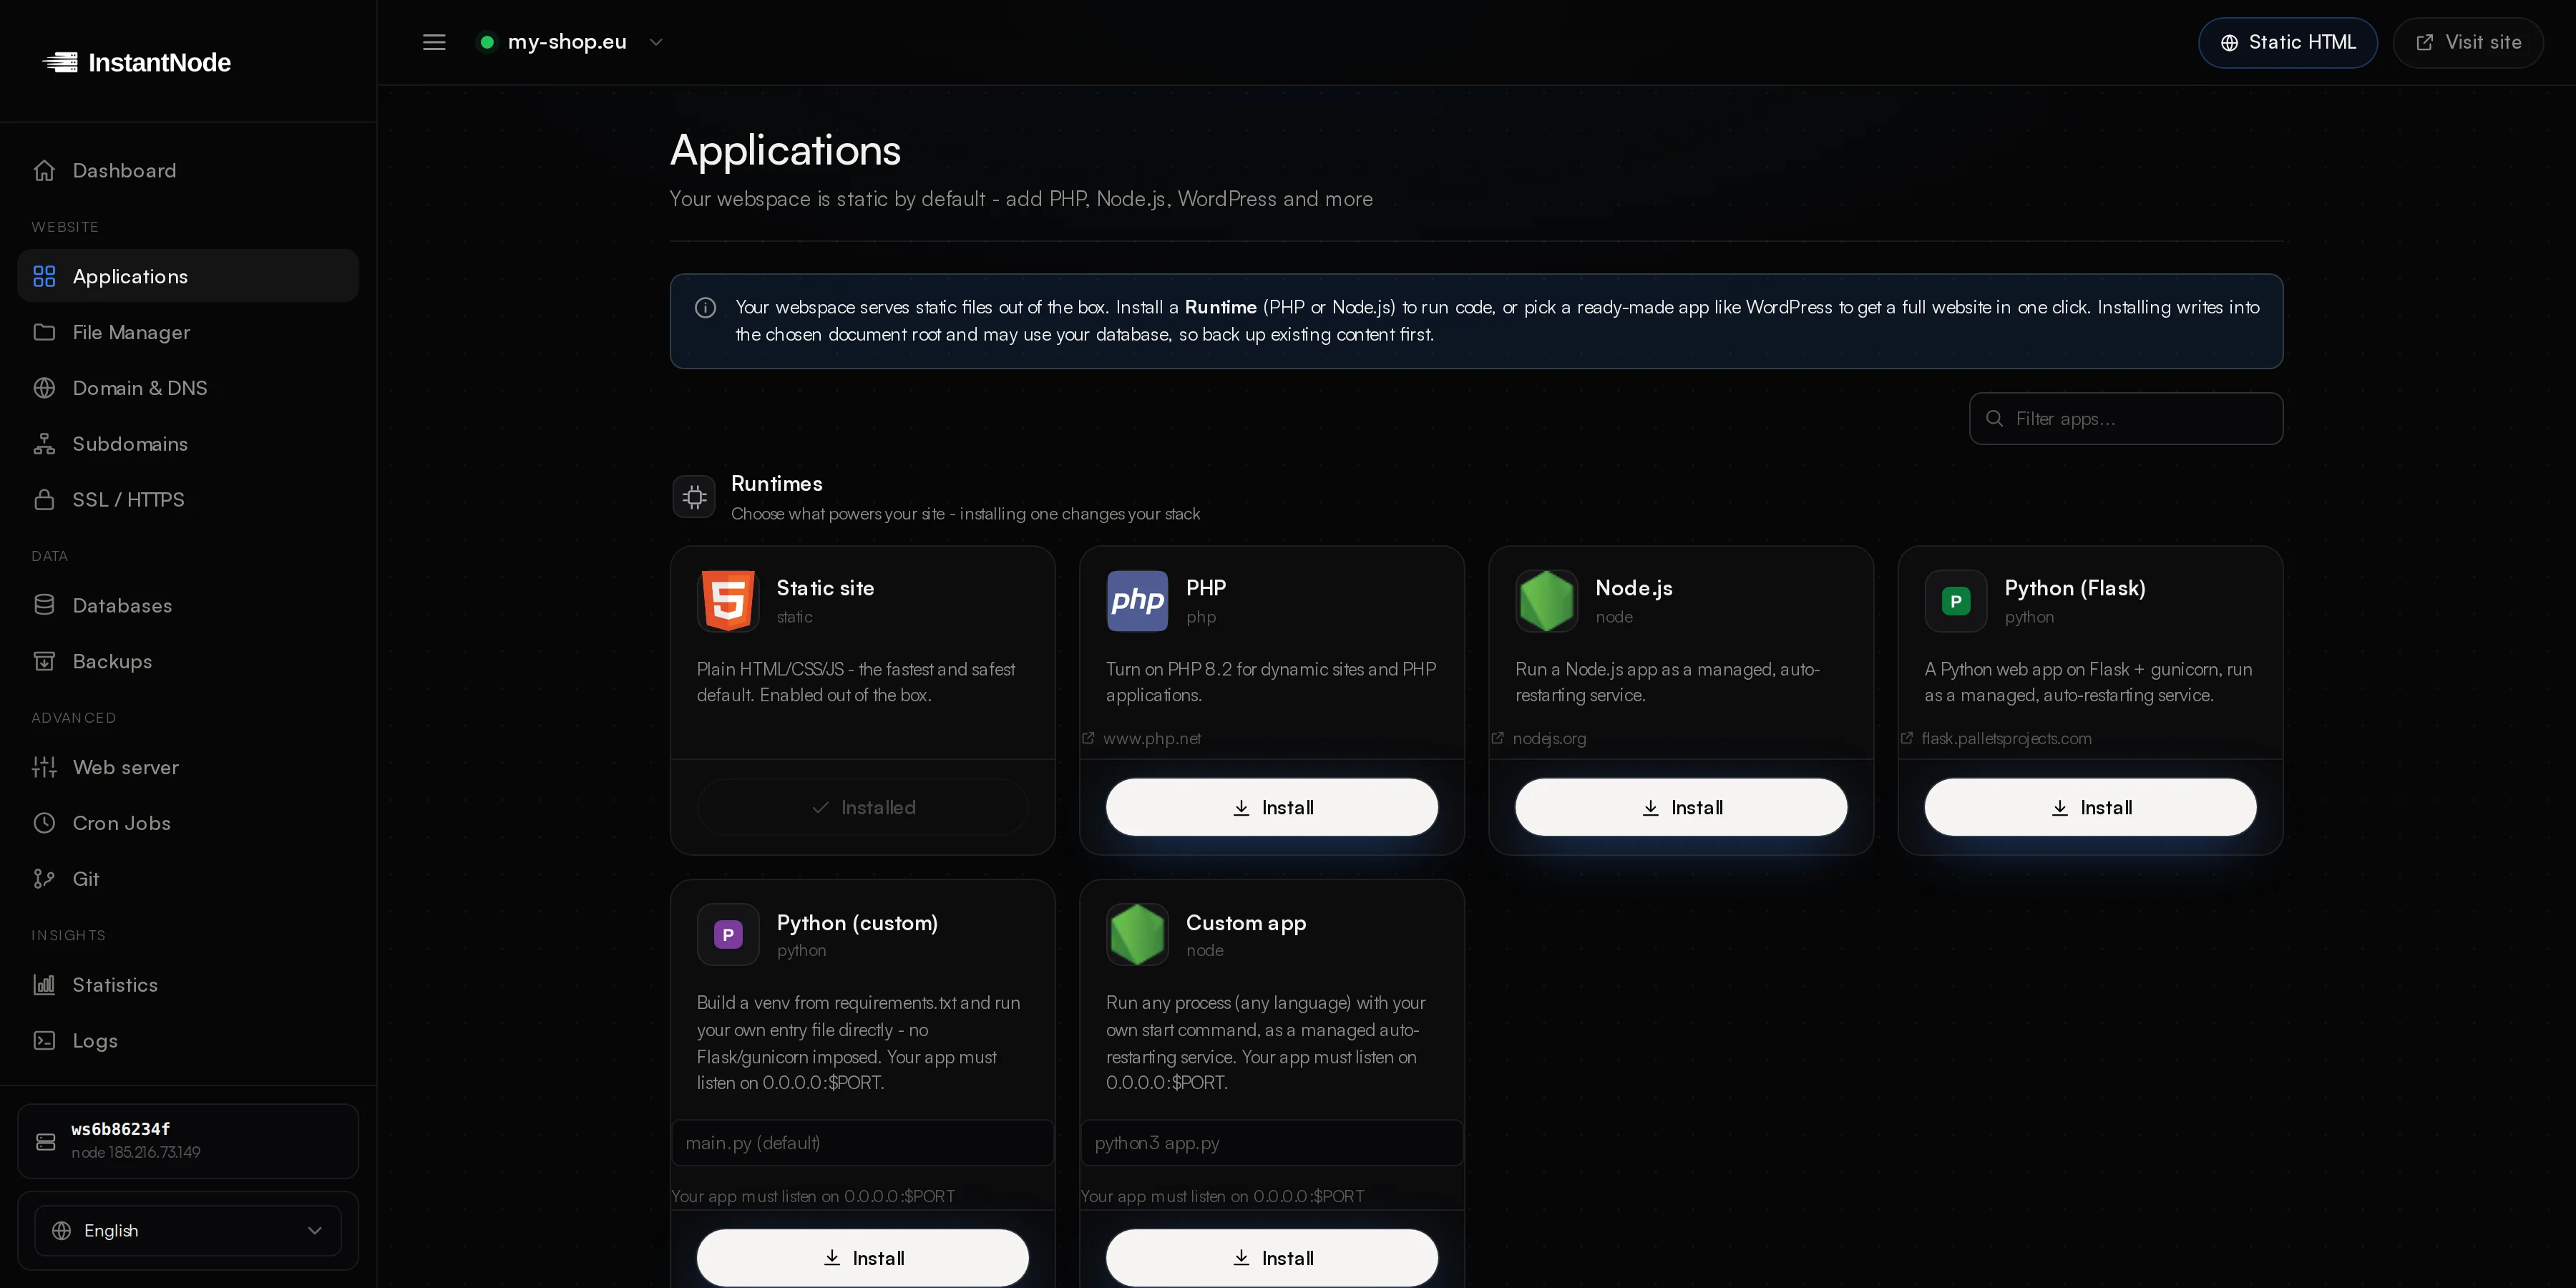 InstantNode
my-shop.eu
Static HTML
Visit site
Dashboard
WEBSITE
Applications
File Manager
Domain & DNS
Subdomains
SSL / HTTPS
DATA
Databases
Backups
ADVANCED
Web server
Cron Jobs
Git
INSIGHTS
Statistics
Logs
ws6b86234f
node 185.216.73.149
English
Applications
Your webspace is static by default - add PHP, Node.js, WordPress and more
Your webspace serves static files out of the box. Install a Runtime (PHP or Node.js) to run code, or pick a ready-made app like WordPress to get a full website in one click. Installing writes into
the chosen document root and may use your database, so back up existing content first.
Filter apps...
Runtimes
Choose what powers your site - installing one changes your stack
Static site
static
Plain HTML/CSS/JS - the fastest and safest
default. Enabled out of the box.
Installed
php
PHP
php
Turn on PHP 8.2 for dynamic sites and PHP
applications.
www.php.net
Install
Node.js
node
Run a Node.js app as a managed, auto-
restarting service.
nodejs.org
Install
P
Python (Flask)
python
A Python web app on Flask + gunicorn, run
as a managed, auto-restarting service.
flask.palletsprojects.com
Install
P
Python (custom)
python
Build a venv from requirements.txt and run
your own entry file directly - no
Flask/gunicorn imposed. Your app must
listen on 0.0.0.0:$PORT.
main.py (default)
Your app must listen on 0.0.0.0:$PORT
Install
Custom app
node
Run any process (any language) with your
own start command, as a managed auto-
restarting service. Your app must listen on
0.0.0.0:$PORT.
python3 app.py
Your app must listen on 0.0.0.0:$PORT
Install